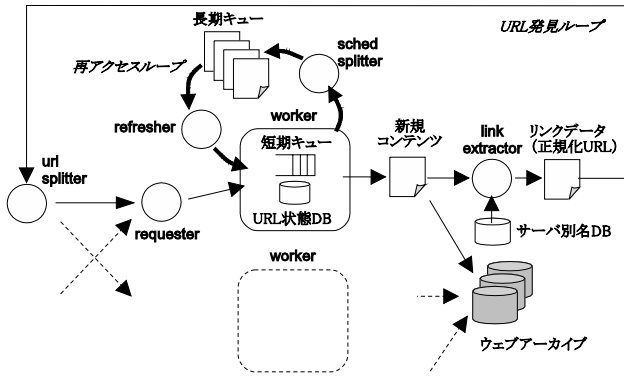 長期キュー
URL発見ループ
sched
splitter
再アクセスループ
worker
refresher
短期キュー
新規
コンテンツ
link
extractor
リンクデータ
(正規化URL)
url
splitter
URL状態DB
requester
サーバ別名DB
worker
ウェブアーカイブ